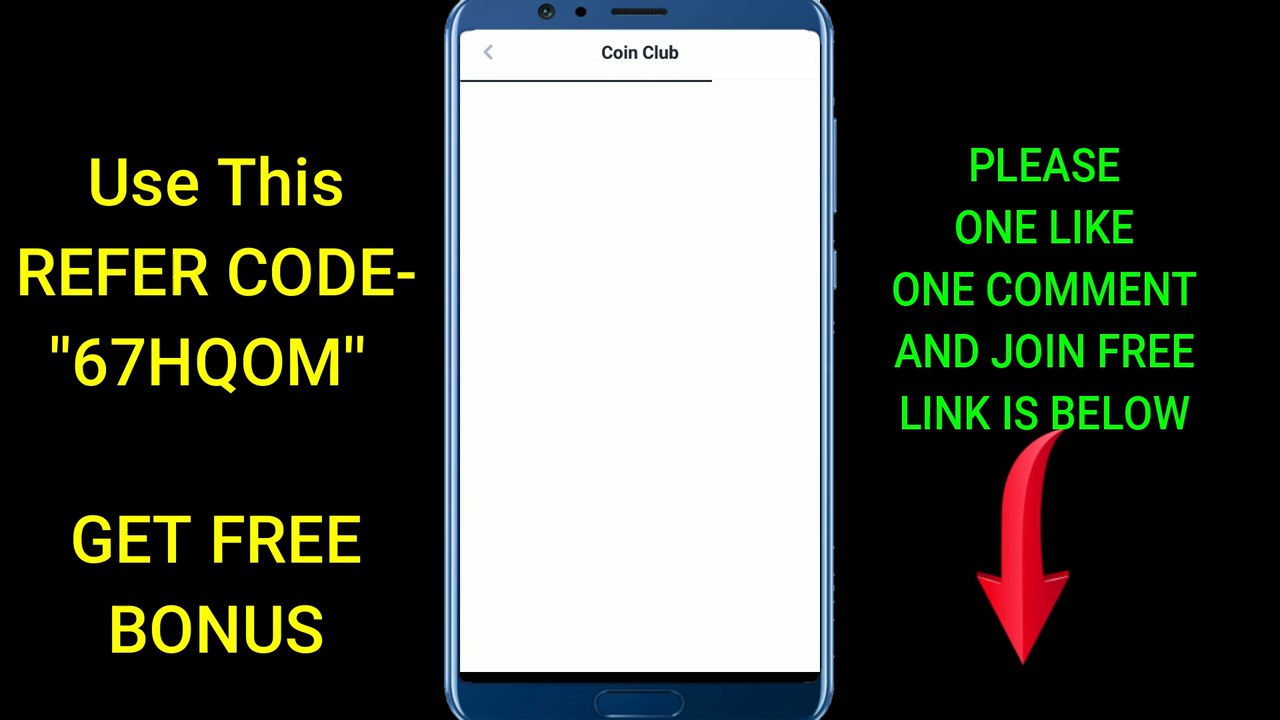 Use This
REFER CODE-
"67HQOM"
GET FREE
BONUS
Coin Club
PLEASE
ONE LIKE
ONE COMMENT
AND JOIN FREE
LINK IS BELOW